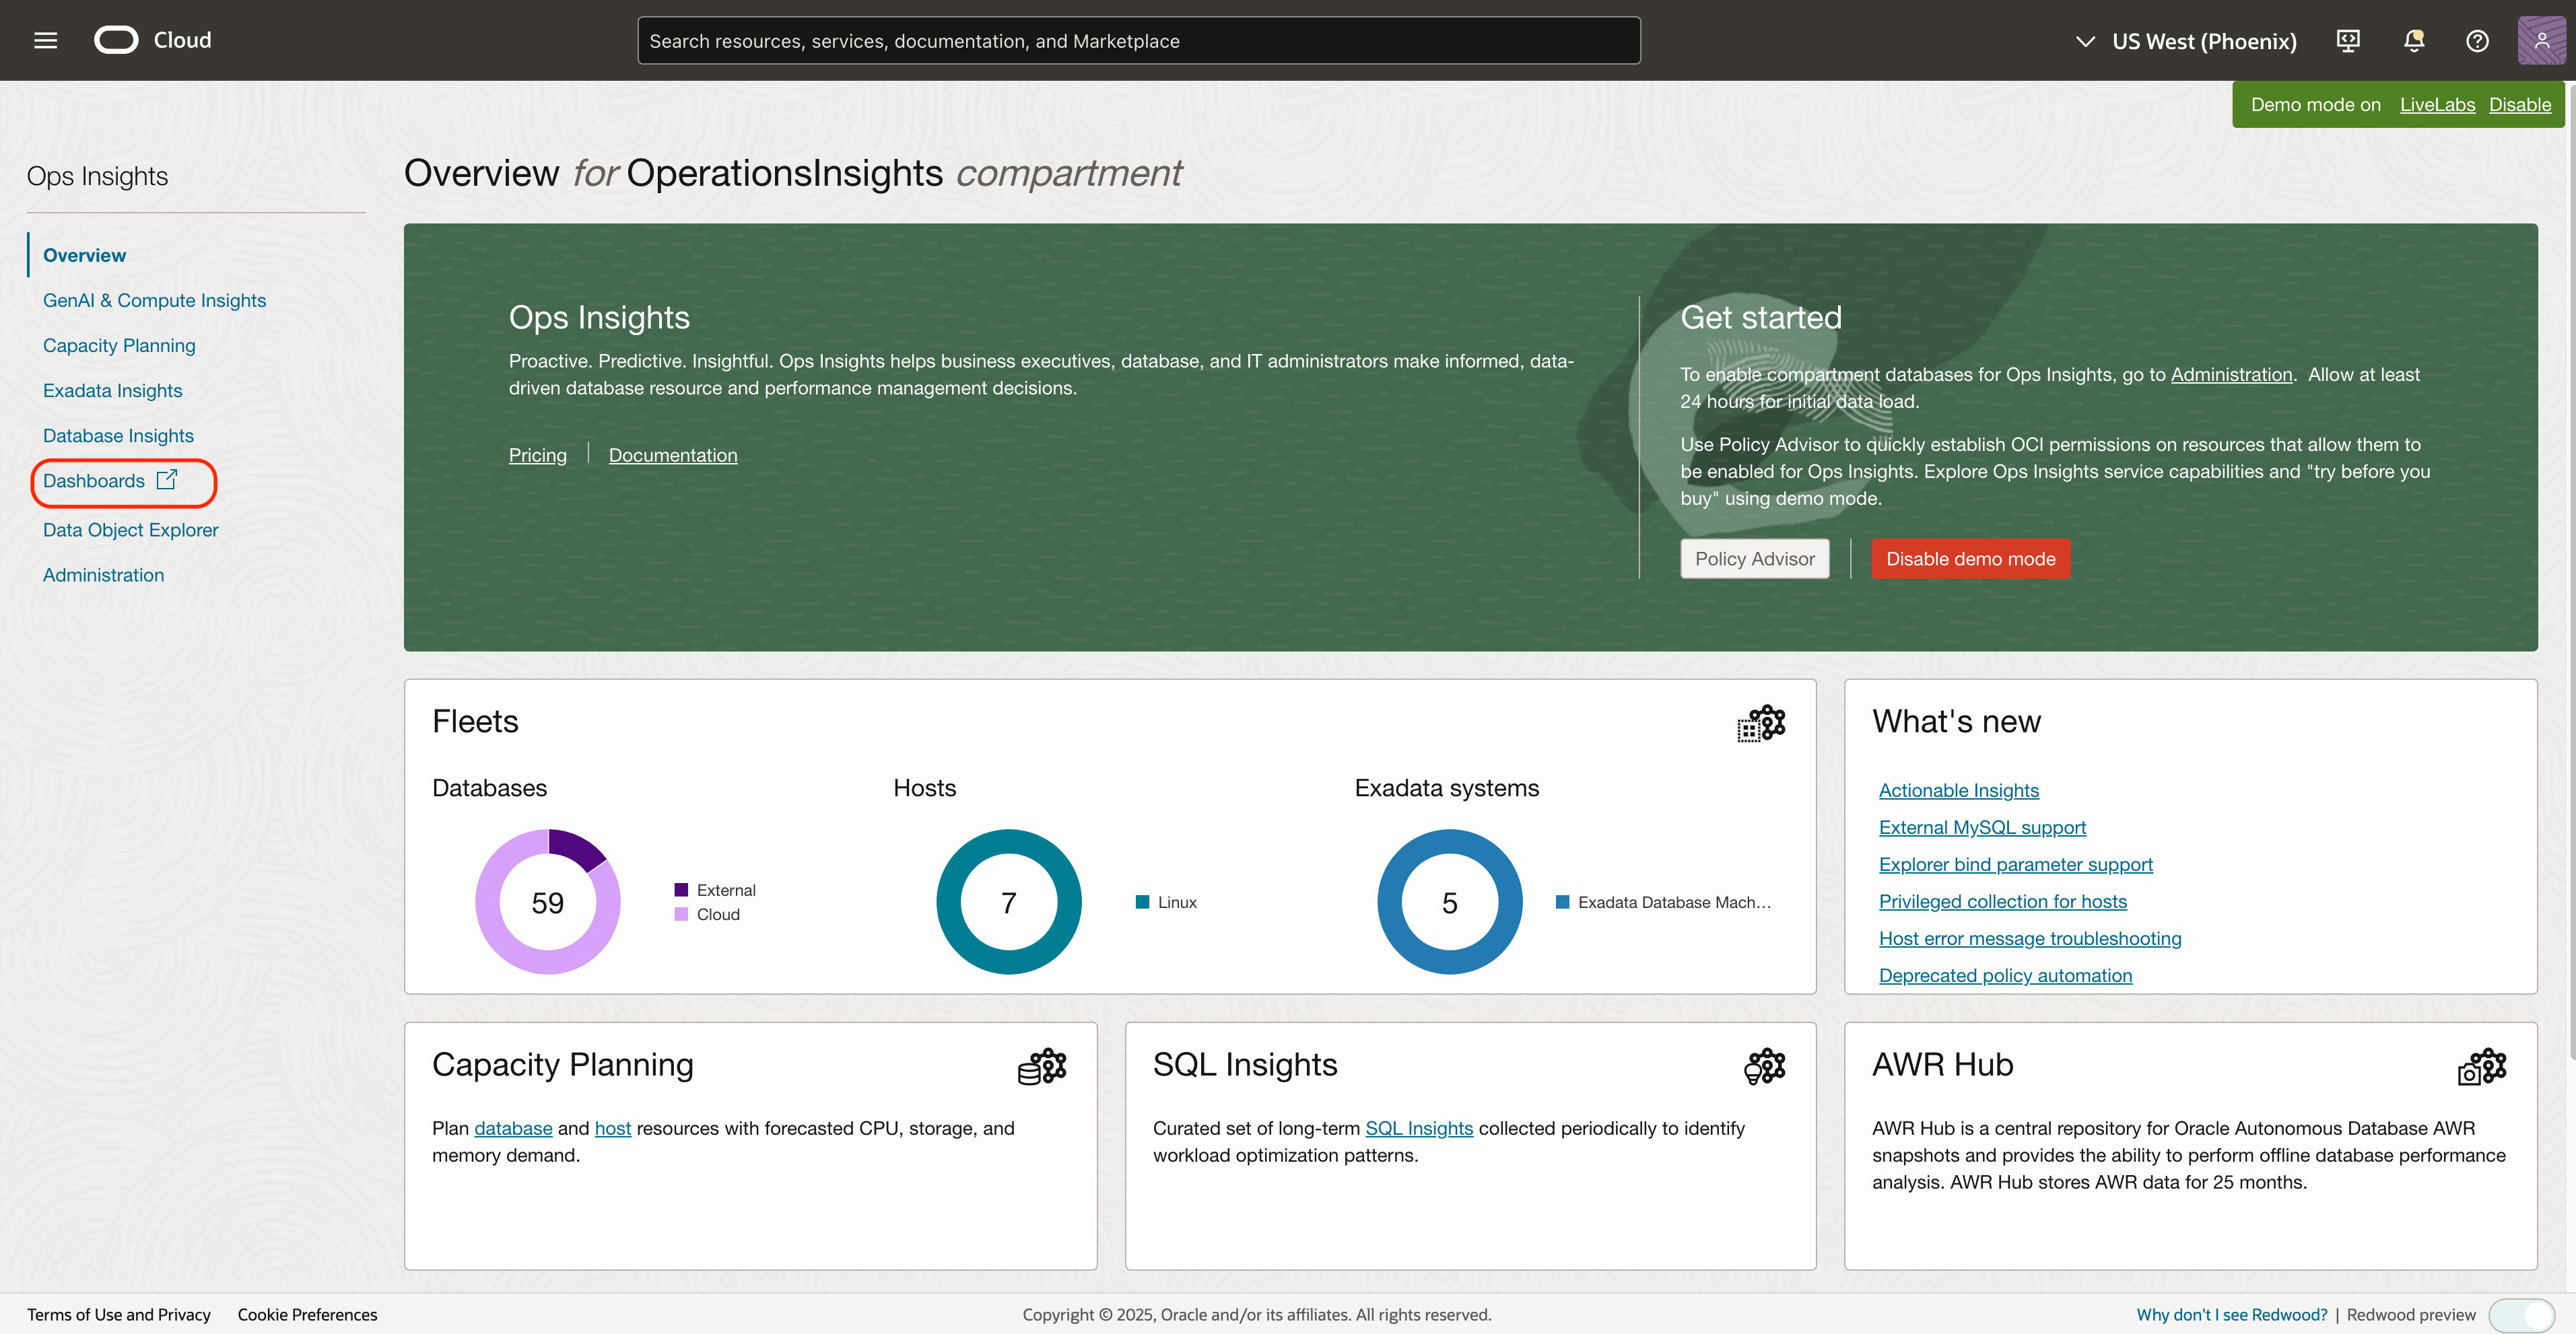 Cloud
Search resources, services, documentation, and Marketplace
US West (Phoenix)
Demo mode on LiveLabs Disable
Ops Insights
Overview
GenAI & Compute Insights
Capacity Planning
Exadata Insights
Database Insights
Dashboards
Data Object Explorer
Administration
Overview for OperationsInsights compartment
Ops Insights
Proactive. Predictive. Insightful. Ops Insights helps business executives, database, and IT administrators make informed, data-
driven database resource and performance management decisions.
Pricing
Documentation
Get started
To enable compartment databases for Ops Insights, go to Administration. Allow at least
24 hours for initial data load.
Use Policy Advisor to quickly establish OCI permissions on resources that allow them to
be enabled for Ops Insights. Explore Ops Insights service capabilities and "try before you
buy" using demo mode.
Policy Advisor
Disable demo mode
Fleets
Databases
59
External
Cloud
Hosts
7
Linux
Exadata systems
5
Exadata Database Mach...
What's new
Actionable Insights
External MySQL support
Explorer bind parameter support
Privileged collection for hosts
Host error message troubleshooting
Deprecated policy automation
Capacity Planning
Plan database and host resources with forecasted CPU, storage, and
memory demand.
SQL Insights
Curated set of long-term SQL Insights collected periodically to identify
workload optimization patterns.
AWR Hub
AWR Hub is a central repository for Oracle Autonomous Database AWR
snapshots and provides the ability to perform offline database performance
analysis. AWR Hub stores AWR data for 25 months.
Terms of Use and Privacy
Cookie Preferences
Copyright © 2025, Oracle and/or its affiliates. All rights reserved.
Why don't I see Redwood? | Redwood preview